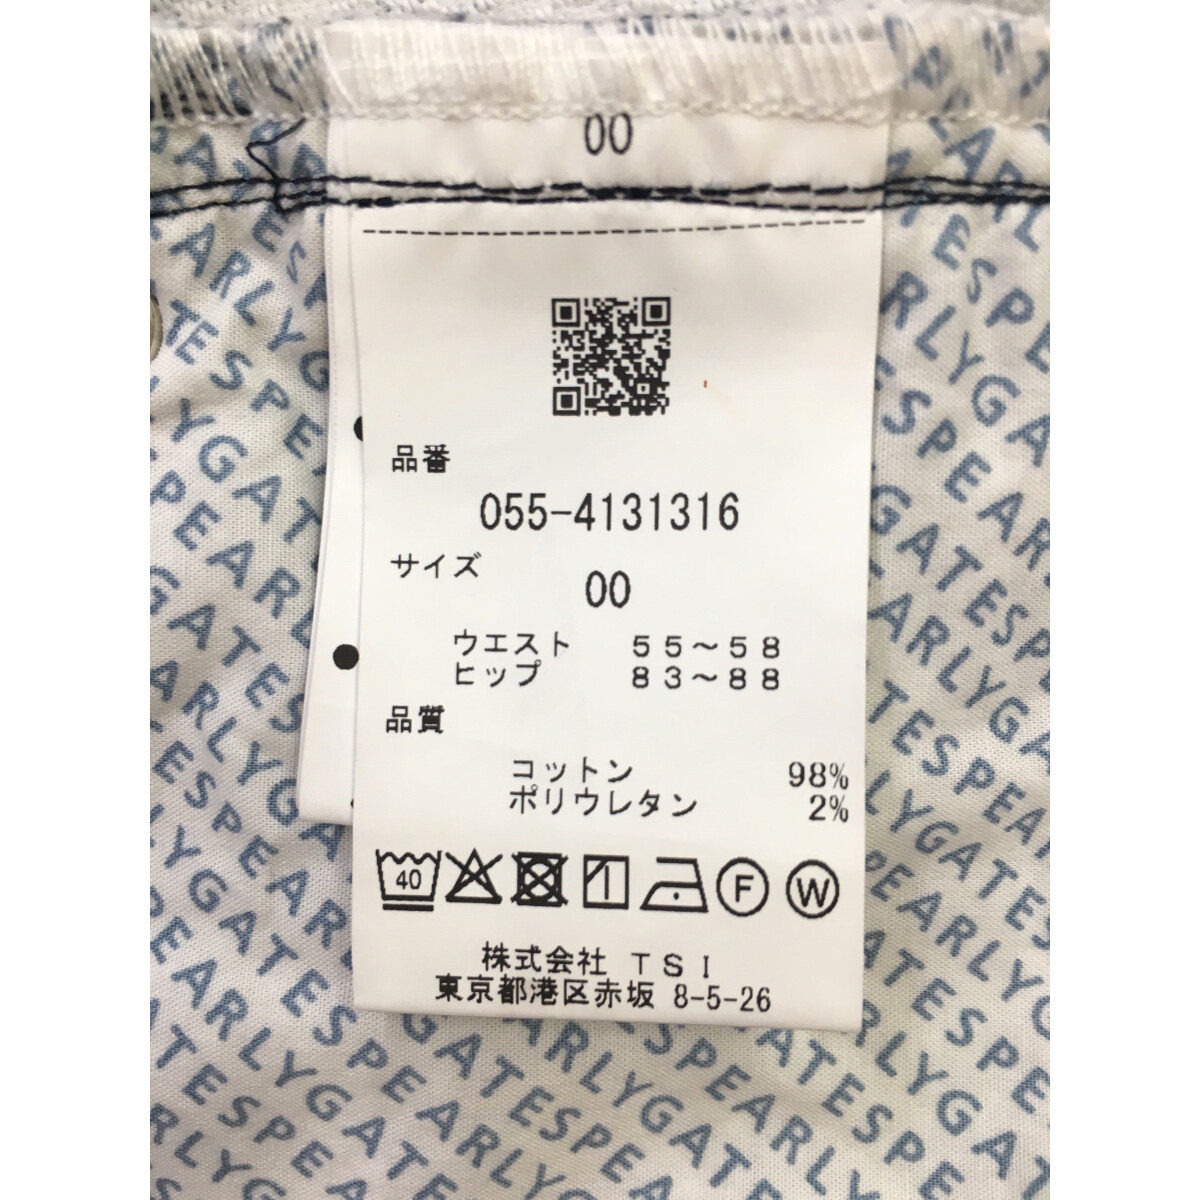 00
品番
055-4131316
サイズ
00
ウエスト 55～58
ヒップ 83～88
品質
コットン 98%
ポリウレタン 2%
40 F W
株式会社 TSI
東京都港区赤坂 8-5-26
PEARLYGATES